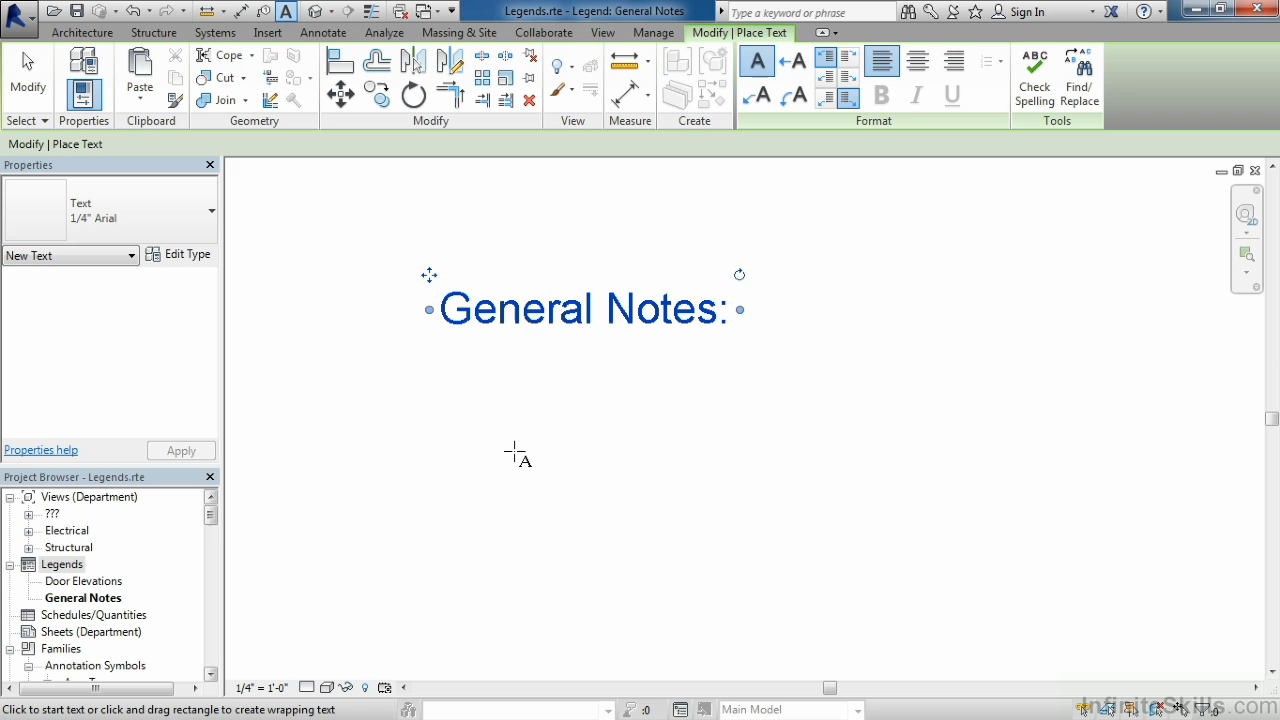 Legends.rte - Legend: General Notes
Type a keyword or phrase
Sign In
Architecture Structure Systems Insert Annotate Analyze Massing & Site Collaborate View Manage Modify | Place Text
Modify
Paste
Cope
Cut
Join
Check Spelling
Find/ Replace
Select Properties Clipboard Geometry Modify View Measure Create Format Tools
Modify | Place Text
Properties
Text
1/4" Arial
New Text
Edit Type
General Notes:
Properties help
Apply
Project Browser - Legends.rte
Views (Department)
???
Electrical
Structural
Legends
Door Elevations
General Notes
Schedules/Quantities
Sheets (Department)
Families
Annotation Symbols
1/4" = 1'-0"
Click to start text or click and drag rectangle to create wrapping text
:0
Main Model
InfiniteSkills.com